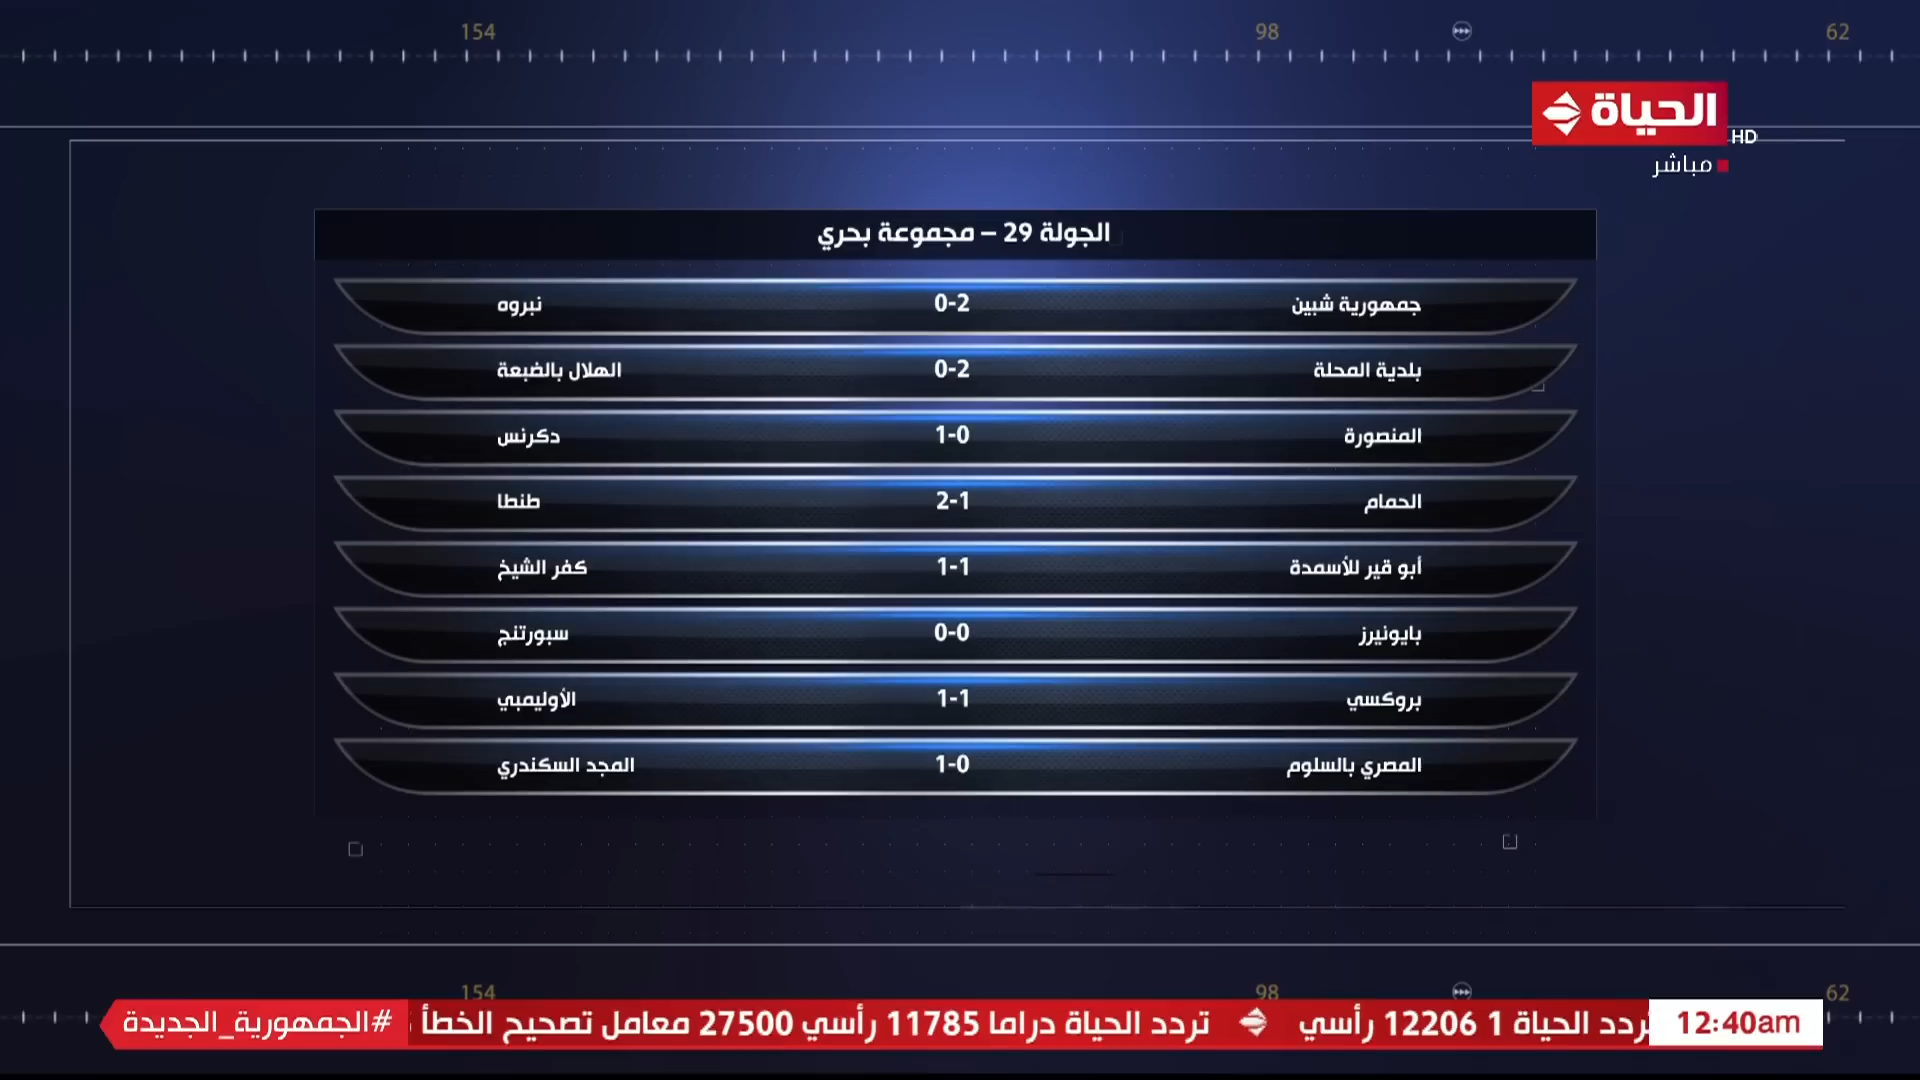 154 98 62
الحياة
HD
مباشر
الجولة 29 – مجموعة بحري
جمهورية شبين 0-2 نبروه
بلدية المحلة 0-2 الهلال بالضبعة
المنصورة 1-0 دكرنس
الحمام 2-1 طنطا
أبو قير للأسمدة 1-1 كفر الشيخ
بايونيرز 0-0 سبورتنج
بروكسي 1-1 الأوليمبي
المصري بالسلوم 1-0 المجد السكندري
154 98 62
12:40am تردد الحياة 1 12206 رأسي تردد الحياة دراما 11785 رأسي 27500 معامل تصحيح الخطأ #الجمهورية_الجديدة